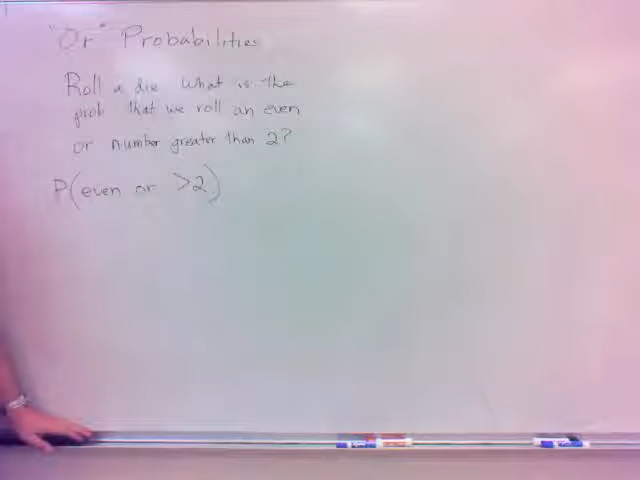 "Or" Probabilities
Roll a die What is the
prob that we roll an even
or number greater than 2?
P(even or >2)